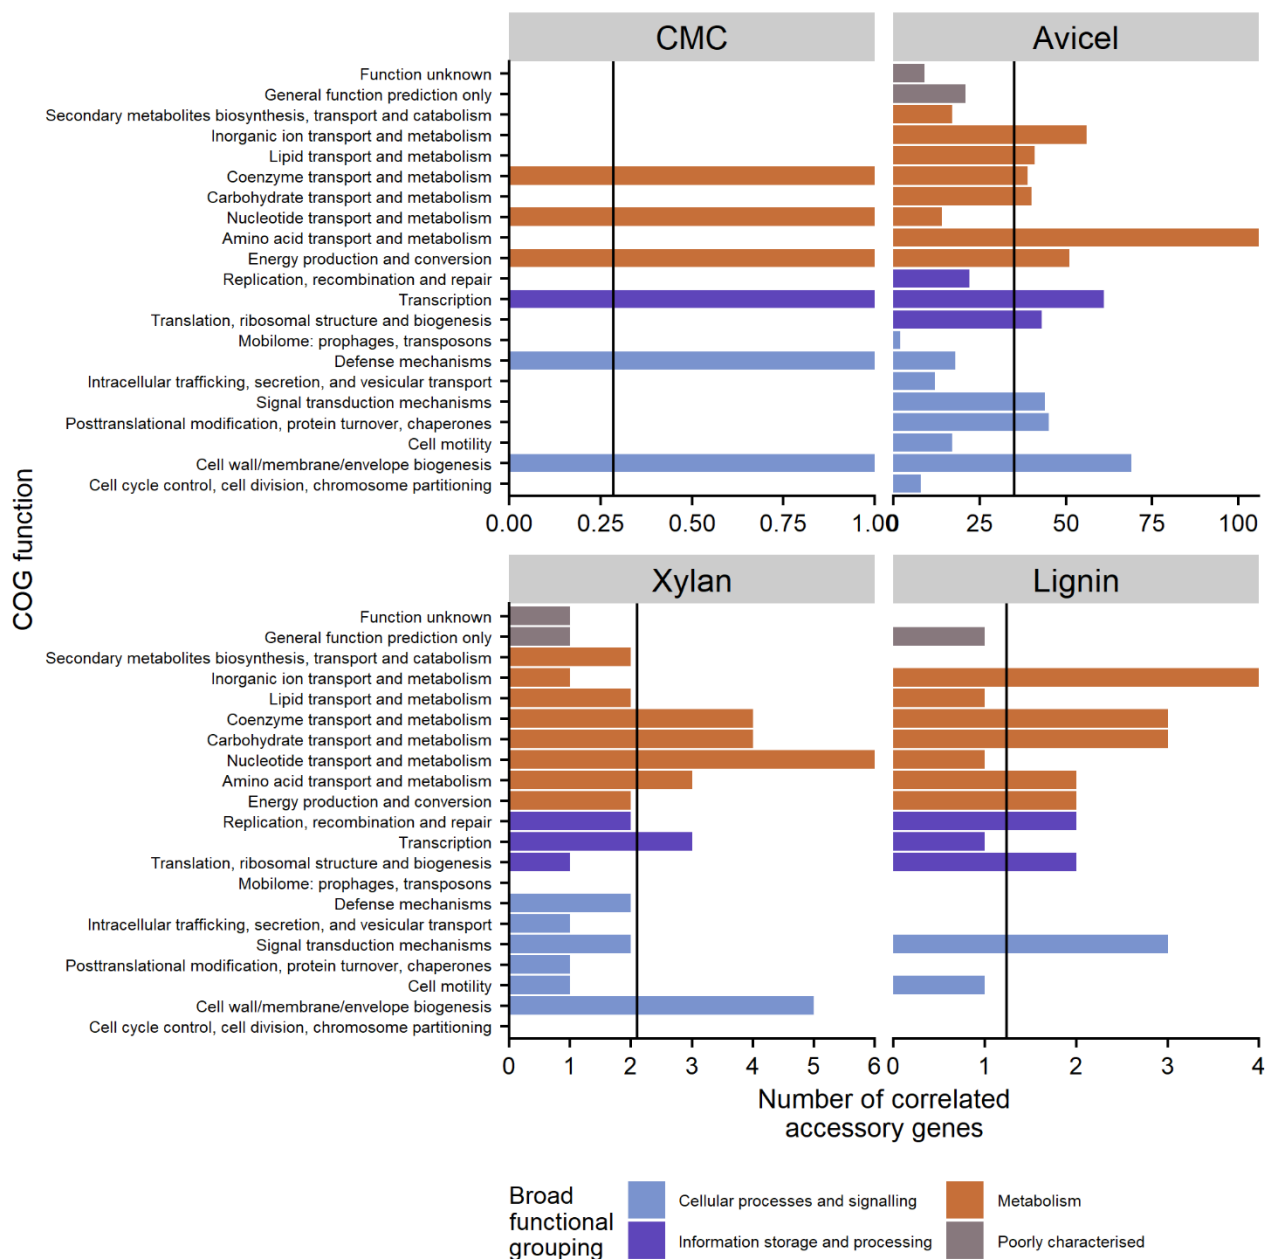 CMC
Avicel
Function unknown
General function prediction only
Secondary metabolites biosynthesis, transport and catabolism
Inorganic ion transport and metabolism
Lipid transport and metabolism
Coenzyme transport and metabolism
Carbohydrate transport and metabolism
Nucleotide transport and metabolism
Amino acid transport and metabolism
Energy production and conversion
Replication, recombination and repair
Transcription
Translation, ribosomal structure and biogenesis
Mobilome: prophages, transposons
Defense mechanisms
Intracellular trafficking, secretion, and vesicular transport
Signal transduction mechanisms
Posttranslational modification, protein turnover, chaperones
Cell motility
Cell wall/membrane/envelope biogenesis
Cell cycle control, cell division, chromosome partitioning
0.00 0.25 0.50 0.75 1.00
0 25 50 75 100
COG function
Xylan
Lignin
Function unknown
General function prediction only
Secondary metabolites biosynthesis, transport and catabolism
Inorganic ion transport and metabolism
Lipid transport and metabolism
Coenzyme transport and metabolism
Carbohydrate transport and metabolism
Nucleotide transport and metabolism
Amino acid transport and metabolism
Energy production and conversion
Replication, recombination and repair
Transcription
Translation, ribosomal structure and biogenesis
Mobilome: prophages, transposons
Defense mechanisms
Intracellular trafficking, secretion, and vesicular transport
Signal transduction mechanisms
Posttranslational modification, protein turnover, chaperones
Cell motility
Cell wall/membrane/envelope biogenesis
Cell cycle control, cell division, chromosome partitioning
0 1 2 3 4 5 6
0 1 2 3 4
Number of correlated
accessory genes
Broad
functional
grouping
Cellular processes and signalling
Information storage and processing
Metabolism
Poorly characterised